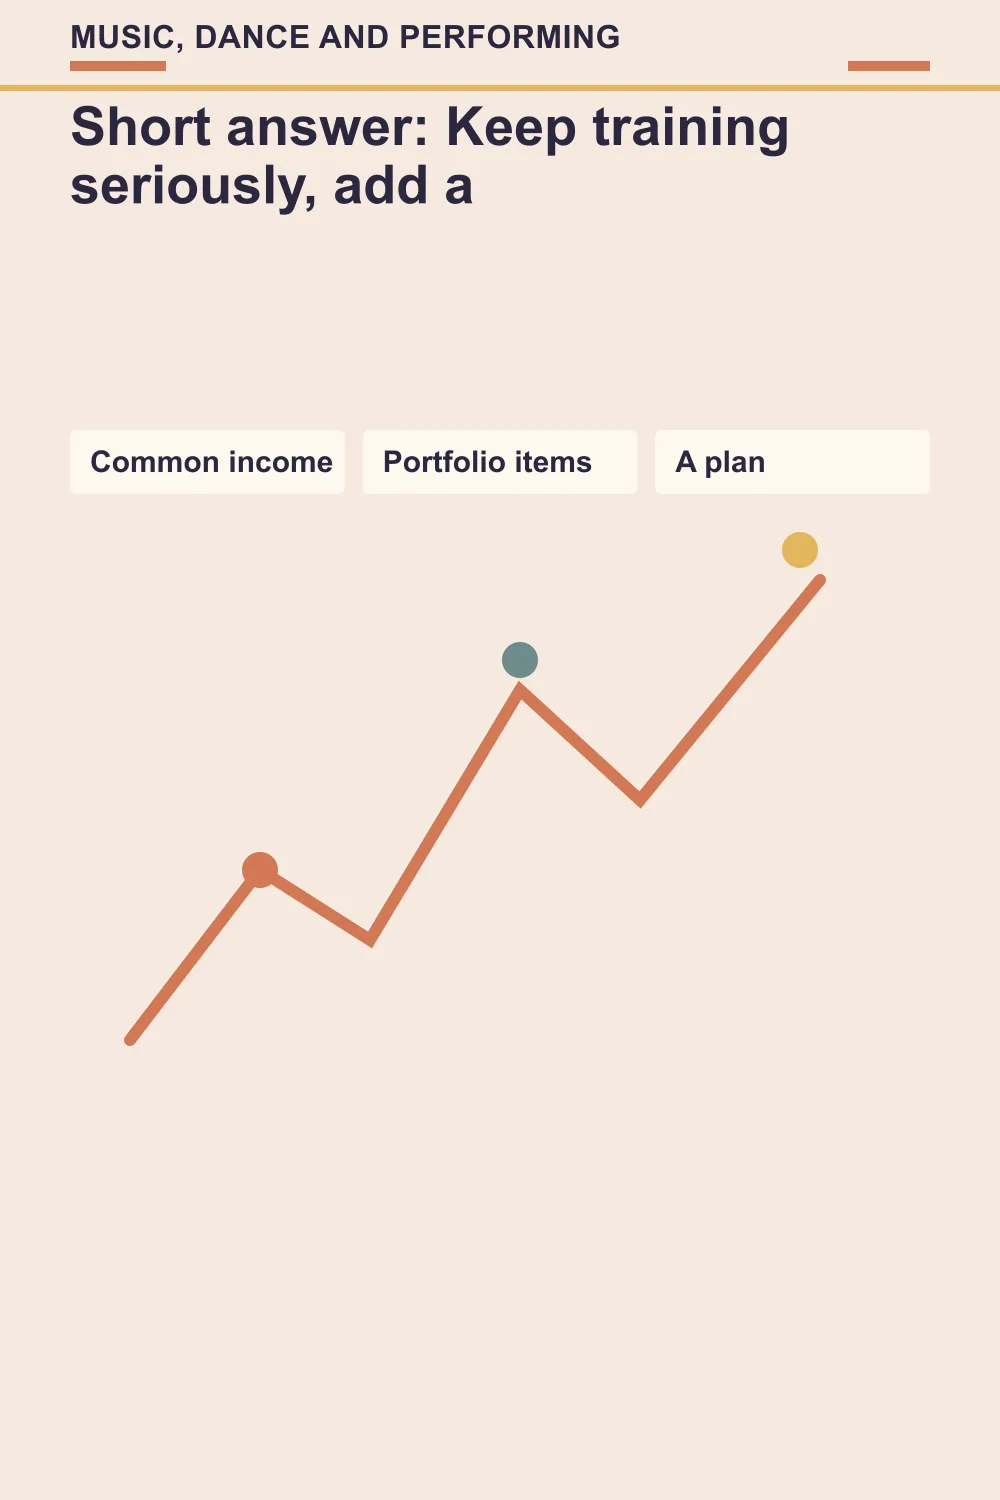 MUSIC, DANCE AND PERFORMING
Short answer: Keep training
seriously, add a
Common income
Portfolio items
A plan